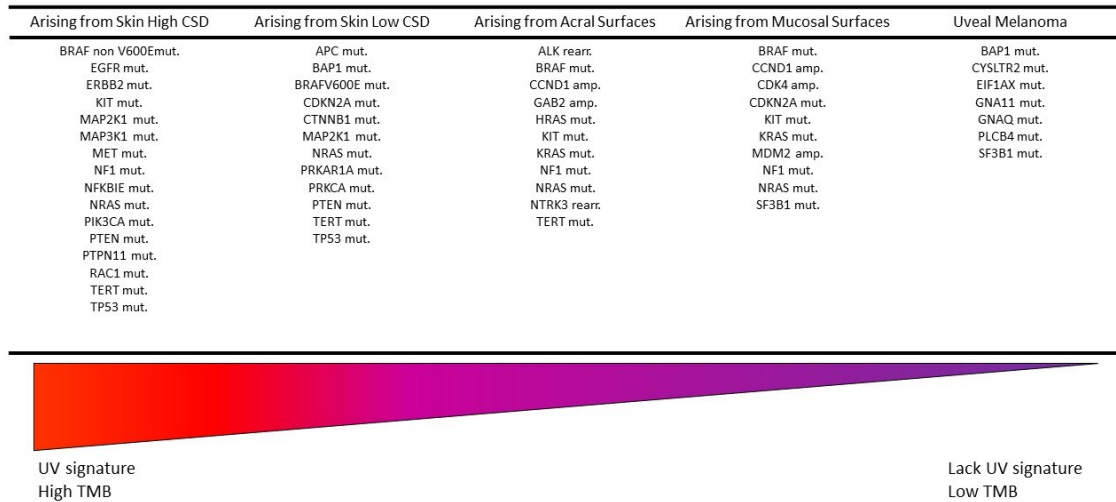 Arising from Skin High CSD
BRAF non V600Emut.
EGFR mut.
ERBB2 mut.
KIT mut.
MAP2K1 mut.
MAP3K1 mut.
MET mut.
NF1 mut.
NFKBIE mut.
NRAS mut.
PIK3CA mut.
PTEN mut.
PTPN11 mut.
RAC1 mut.
TERT mut.
TP53 mut.
Arising from Skin Low CSD
APC mut.
BAP1 mut.
BRAFV600E mut.
CDKN2A mut.
CTNNB1 mut.
MAP2K1 mut.
NRAS mut.
PRKAR1A mut.
PRKCA mut.
PTEN mut.
TERT mut.
TP53 mut.
Arising from Acral Surfaces
ALK rearr.
BRAF mut.
CCND1 amp.
GAB2 amp.
HRAS mut.
KIT mut.
KRAS mut.
NF1 mut.
NRAS mut.
NTRK3 rearr.
TERT mut.
Arising from Mucosal Surfaces
BRAF mut.
CCND1 amp.
CDK4 amp.
CDKN2A mut.
KIT mut.
KRAS mut.
MDM2 amp.
NF1 mut.
NRAS mut.
SF3B1 mut.
Uveal Melanoma
BAP1 mut.
CYSLTR2 mut.
EIF1AX mut.
GNA11 mut.
GNAQ mut.
PLCB4 mut.
SF3B1 mut.
UV signature
High TMB
Lack UV signature
Low TMB